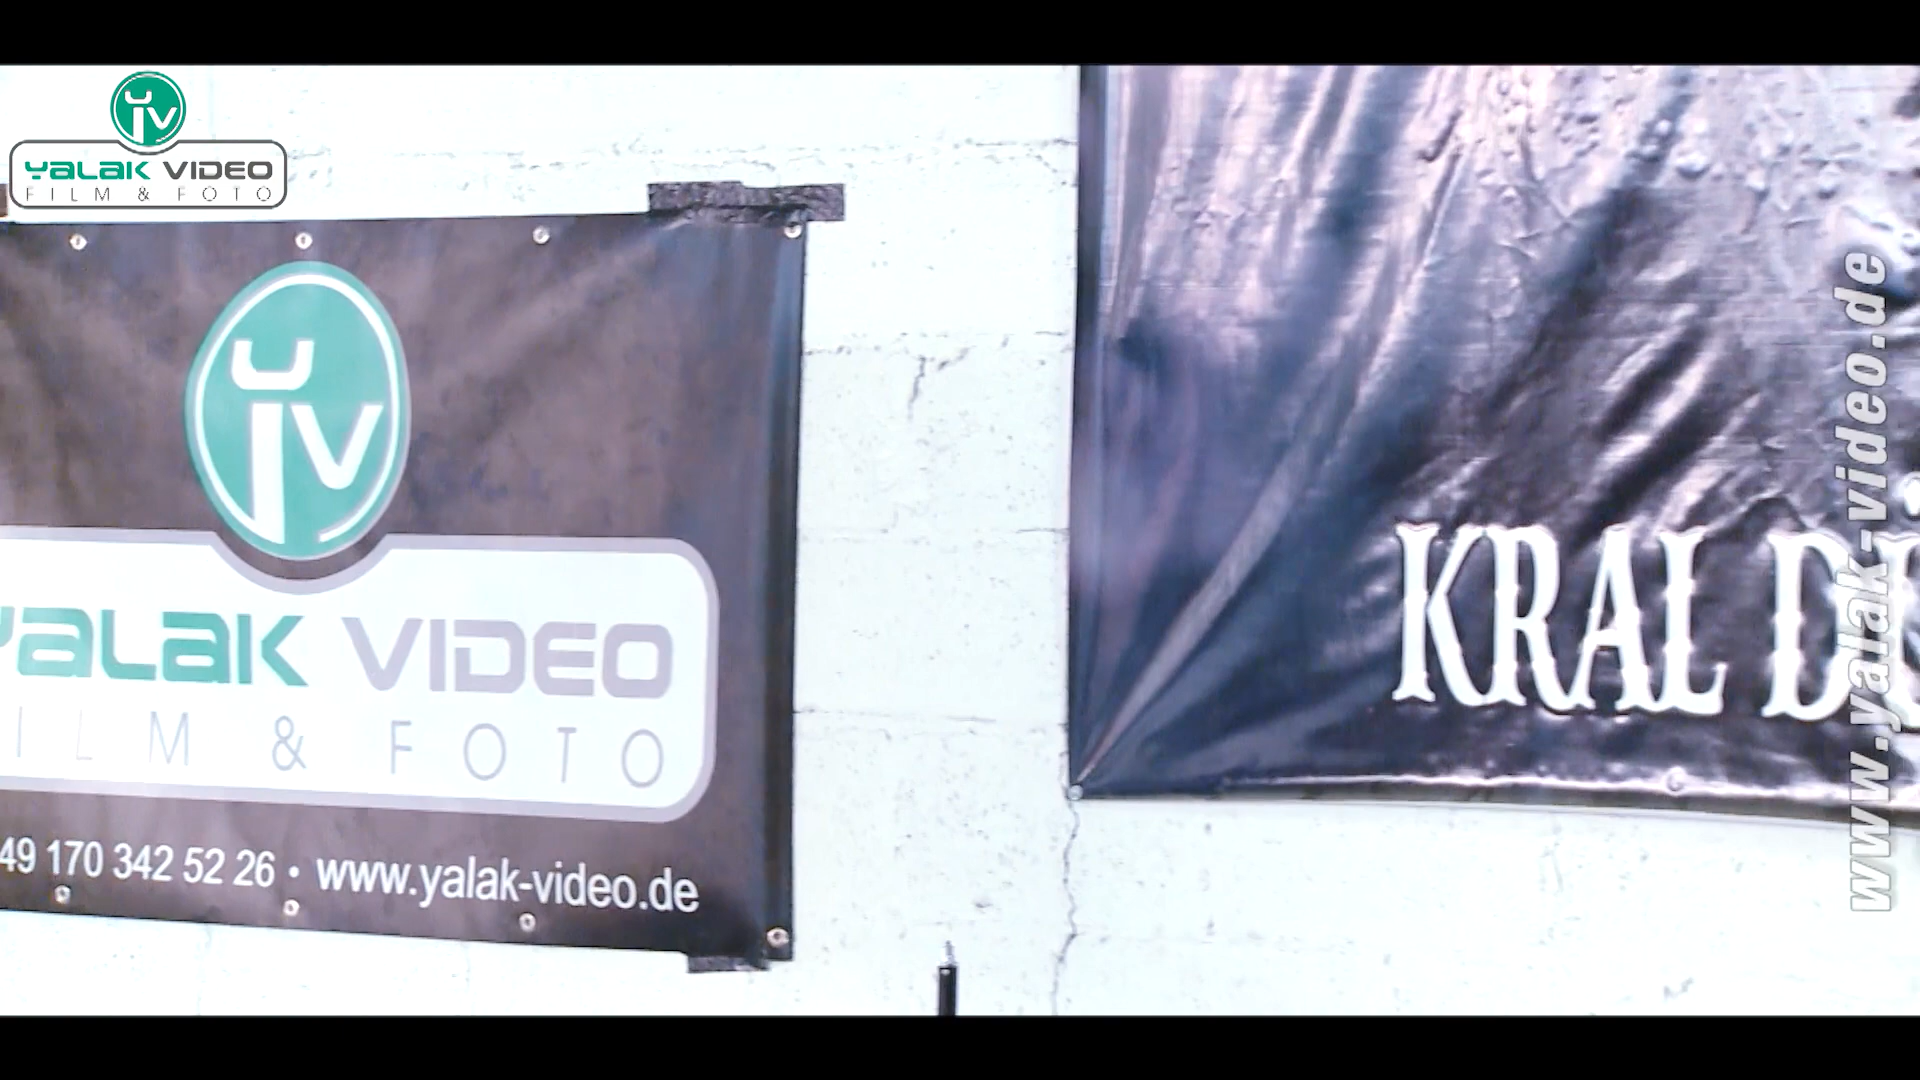 YALAK VIDEO
FILM & FOTO
YALAK VIDEO
ILM & FOTO
49 170 342 52 26 • www.yalak-video.de
KRAL
www.yalak-video.de